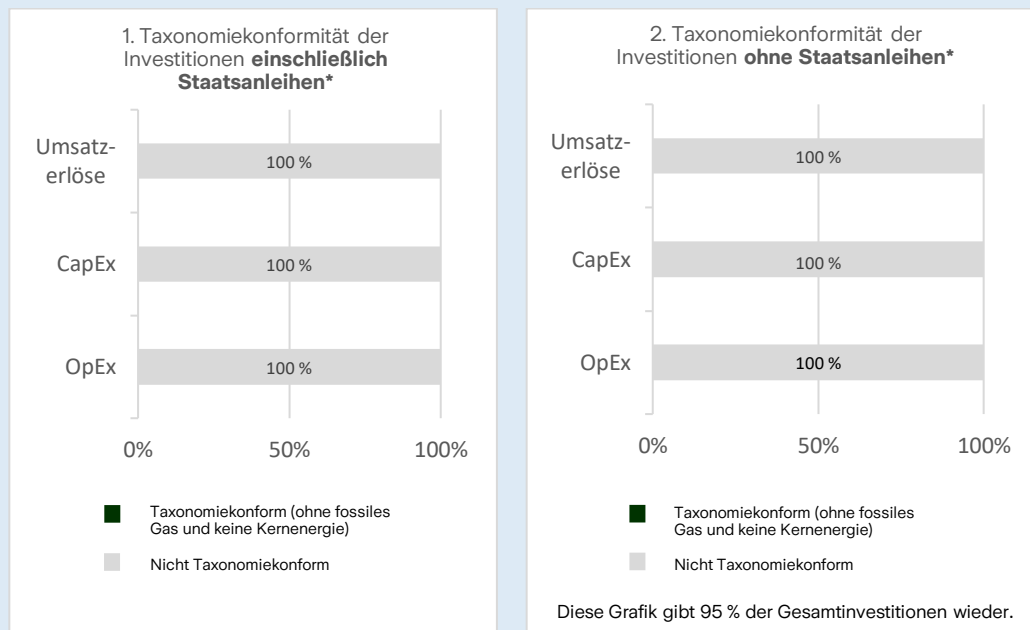 1. Taxonomiekonformität der
Investitionen einschließlich
Staatsanleihen*
Umsatz-
erlöse
100 %
CapEx
100 %
OpEx
100 %
0%
50%
100%
Taxonomiekonform (ohne fossiles
Gas und keine Kernenergie)
Nicht Taxonomiekonform
2. Taxonomiekonformität der
Investitionen ohne Staatsanleihen*
Umsatz-
erlöse
100 %
CapEx
100 %
OpEx
100 %
0%
50%
100%
Taxonomiekonform (ohne fossiles
Gas und keine Kernenergie)
Nicht Taxonomiekonform
Diese Grafik gibt 95 % der Gesamtinvestitionen wieder.